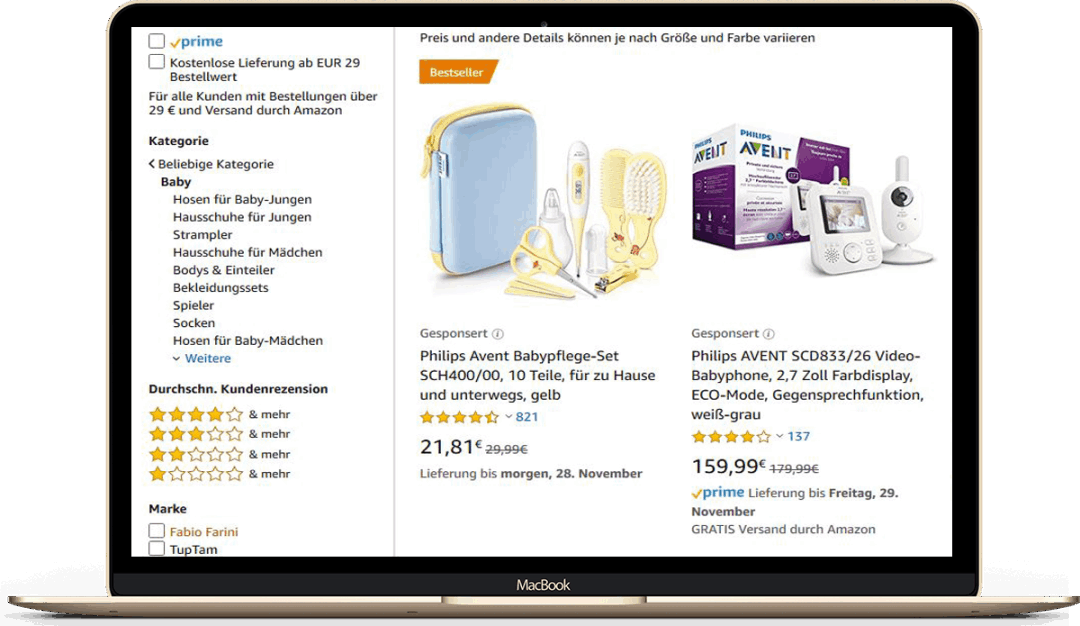 prime
Kostenlose Lieferung ab EUR 29
Bestellwert
Für alle Kunden mit Bestellungen über
29 € und Versand durch Amazon
Kategorie
Beliebige Kategorie
Baby
Hosen für Baby-Jungen
Hausschuhe für Jungen
Strampler
Hausschuhe für Mädchen
Bodys & Einteiler
Bekleidungssets
Spieler
Socken
Hosen für Baby-Mädchen
Weitere
Durchschn. Kundenrezension
& mehr
& mehr
& mehr
& mehr
Marke
Fabio Farini
TupTam
Preis und andere Details können je nach Größe und Farbe variieren
Bestseller
Gesponsert
Philips Avent Babypflege-Set
SCH400/00, 10 Teile, für zu Hause
und unterwegs, gelb
821
21,81€ 29,99€
Lieferung bis morgen, 28. November
PHILIPS
AVENT
PHILIPS
AVENT
Gesponsert
Philips AVENT SCD833/26 Video-
Babyphone, 2,7 Zoll Farbdisplay,
ECO-Mode, Gegensprechfunktion,
weiß-grau
137
159,99€ 179,99€
prime Lieferung bis Freitag, 29.
November
GRATIS Versand durch Amazon
MacBook